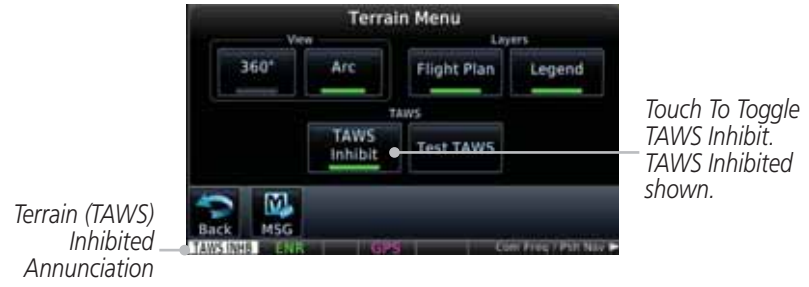 Terrain Menu
View
Layers
360°
Arc
Flight Plan
Legend
TAWS
TAWS
Inhibit
Test TAWS
Touch To Toggle
TAWS Inhibit.
TAWS Inhibited
shown.
Back
MSG
Terrain (TAWS)
Inhibited
Annunciation
TAWS INHB
ENR
GPS
Com Freq / Psh Nav